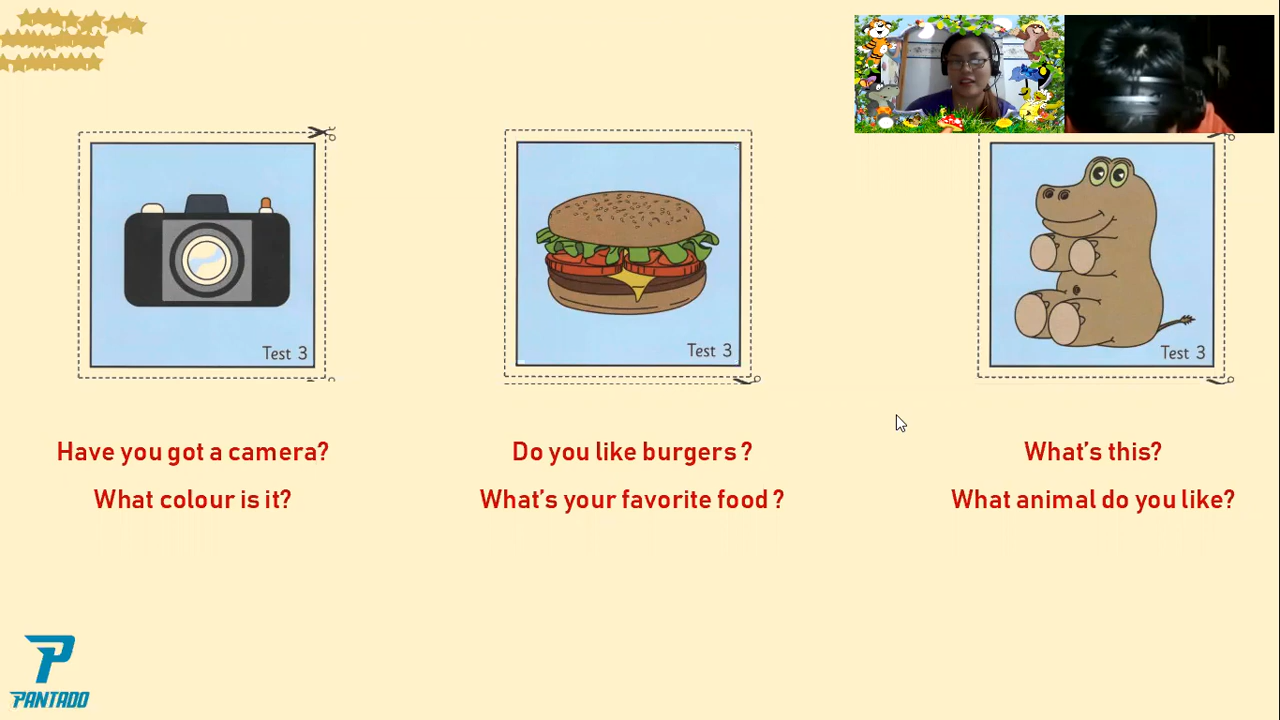 Test 3
Test 3
Test 3
Have you got a camera?
What colour is it?
Do you like burgers ?
What's your favorite food ?
What's this?
What animal do you like?
PANTADO